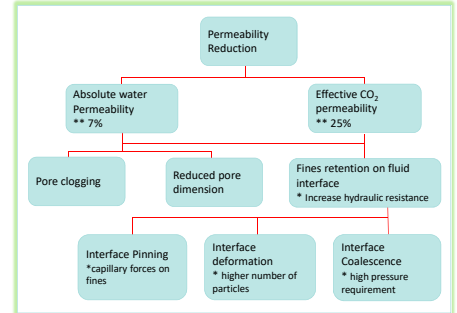 Permeability
Reduction
Absolute water
Permeability
** 7%
Effective CO₂
permeability
** 25%
Pore clogging
Reduced pore
dimension
Fines retention on fluid
interface
* Increase hydraulic resistance
Interface Pinning
*capillary forces on
fines
Interface
deformation
* higher number of
particles
Interface
Coalescence
* high pressure
requirement